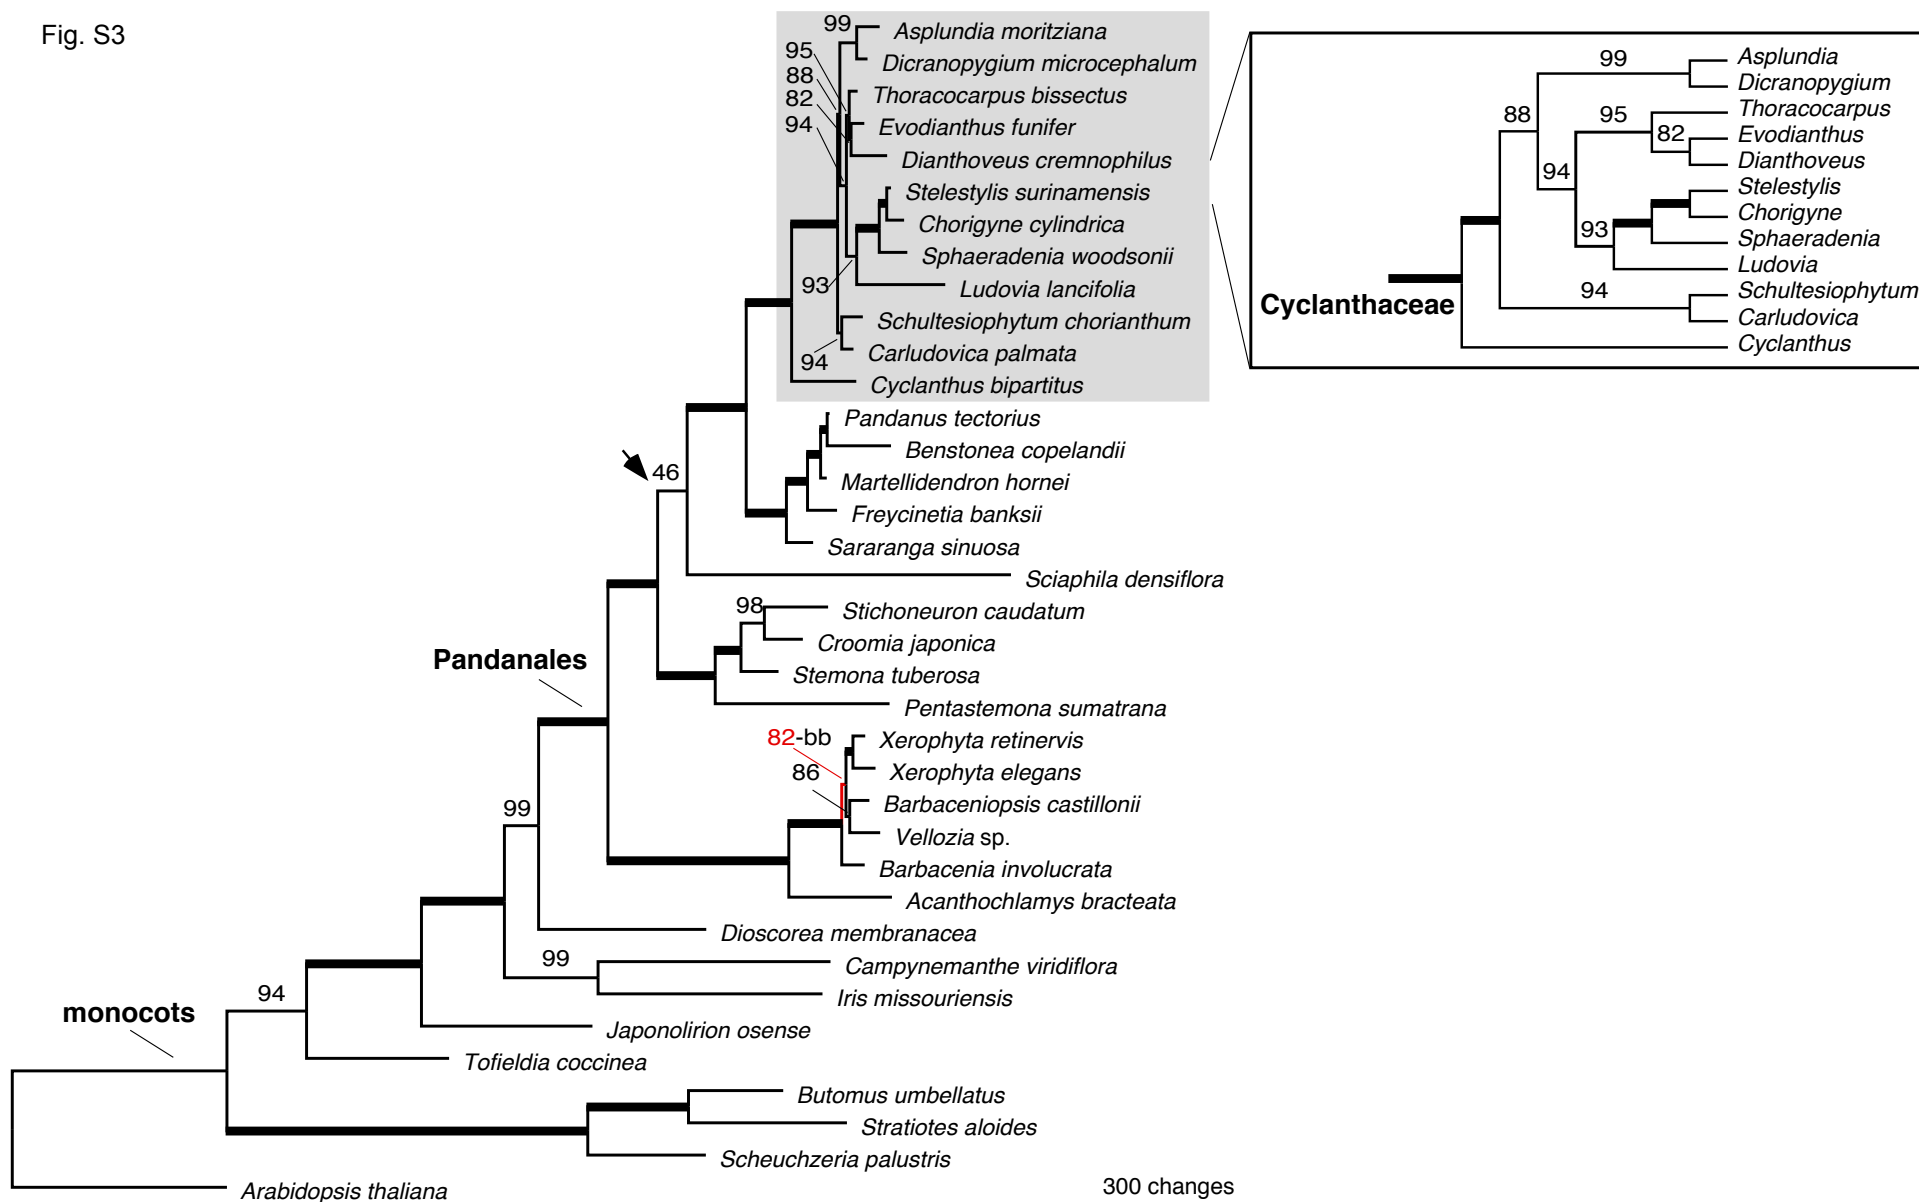 Fig. S3
99
Asplundia moritziana
95
Dicranopygium microcephalum
88
Thoracocarpus bissectus
82
Evodianthus funifer
94
Dianthoveus cremnophilus
Stelestylis surinamensis
Chorigyne cylindrica
Sphaeradenia woodsonii
93
Ludovia lancifolia
Schultesiophytum chorianthum
94
Carludovica palmata
Cyclanthus bipartitus
Pandanus tectorius
Benstonea copelandii
46
Martellidendron hornei
Freycinetia banksii
Sararanga sinuosa
Sciaphila densiflora
98
Stichoneuron caudatum
Croomia japonica
Pandanales
Stemona tuberosa
Pentastemona sumatrana
82-bb
Xerophyta retinervis
86
Xerophyta elegans
99
Barbaceniopsis castillonii
Vellozia sp.
Barbacenia involucrata
Acanthochlamys bracteata
Dioscorea membranacea
99
Campynemanthe viridiflora
94
Iris missouriensis
monocots
Japonolirion osense
Tofieldia coccinea
Butomus umbellatus
Stratiotes aloides
Scheuchzeria palustris
Arabidopsis thaliana
300 changes
99
Asplundia
Dicranopygium
88
95
Thoracocarpus
82
Evodianthus
Dianthoveus
94
Stelestylis
Chorigyne
93
Sphaeradenia
Ludovia
Cyclanthaceae
94
Schultesiophytum
Carludovica
Cyclanthus